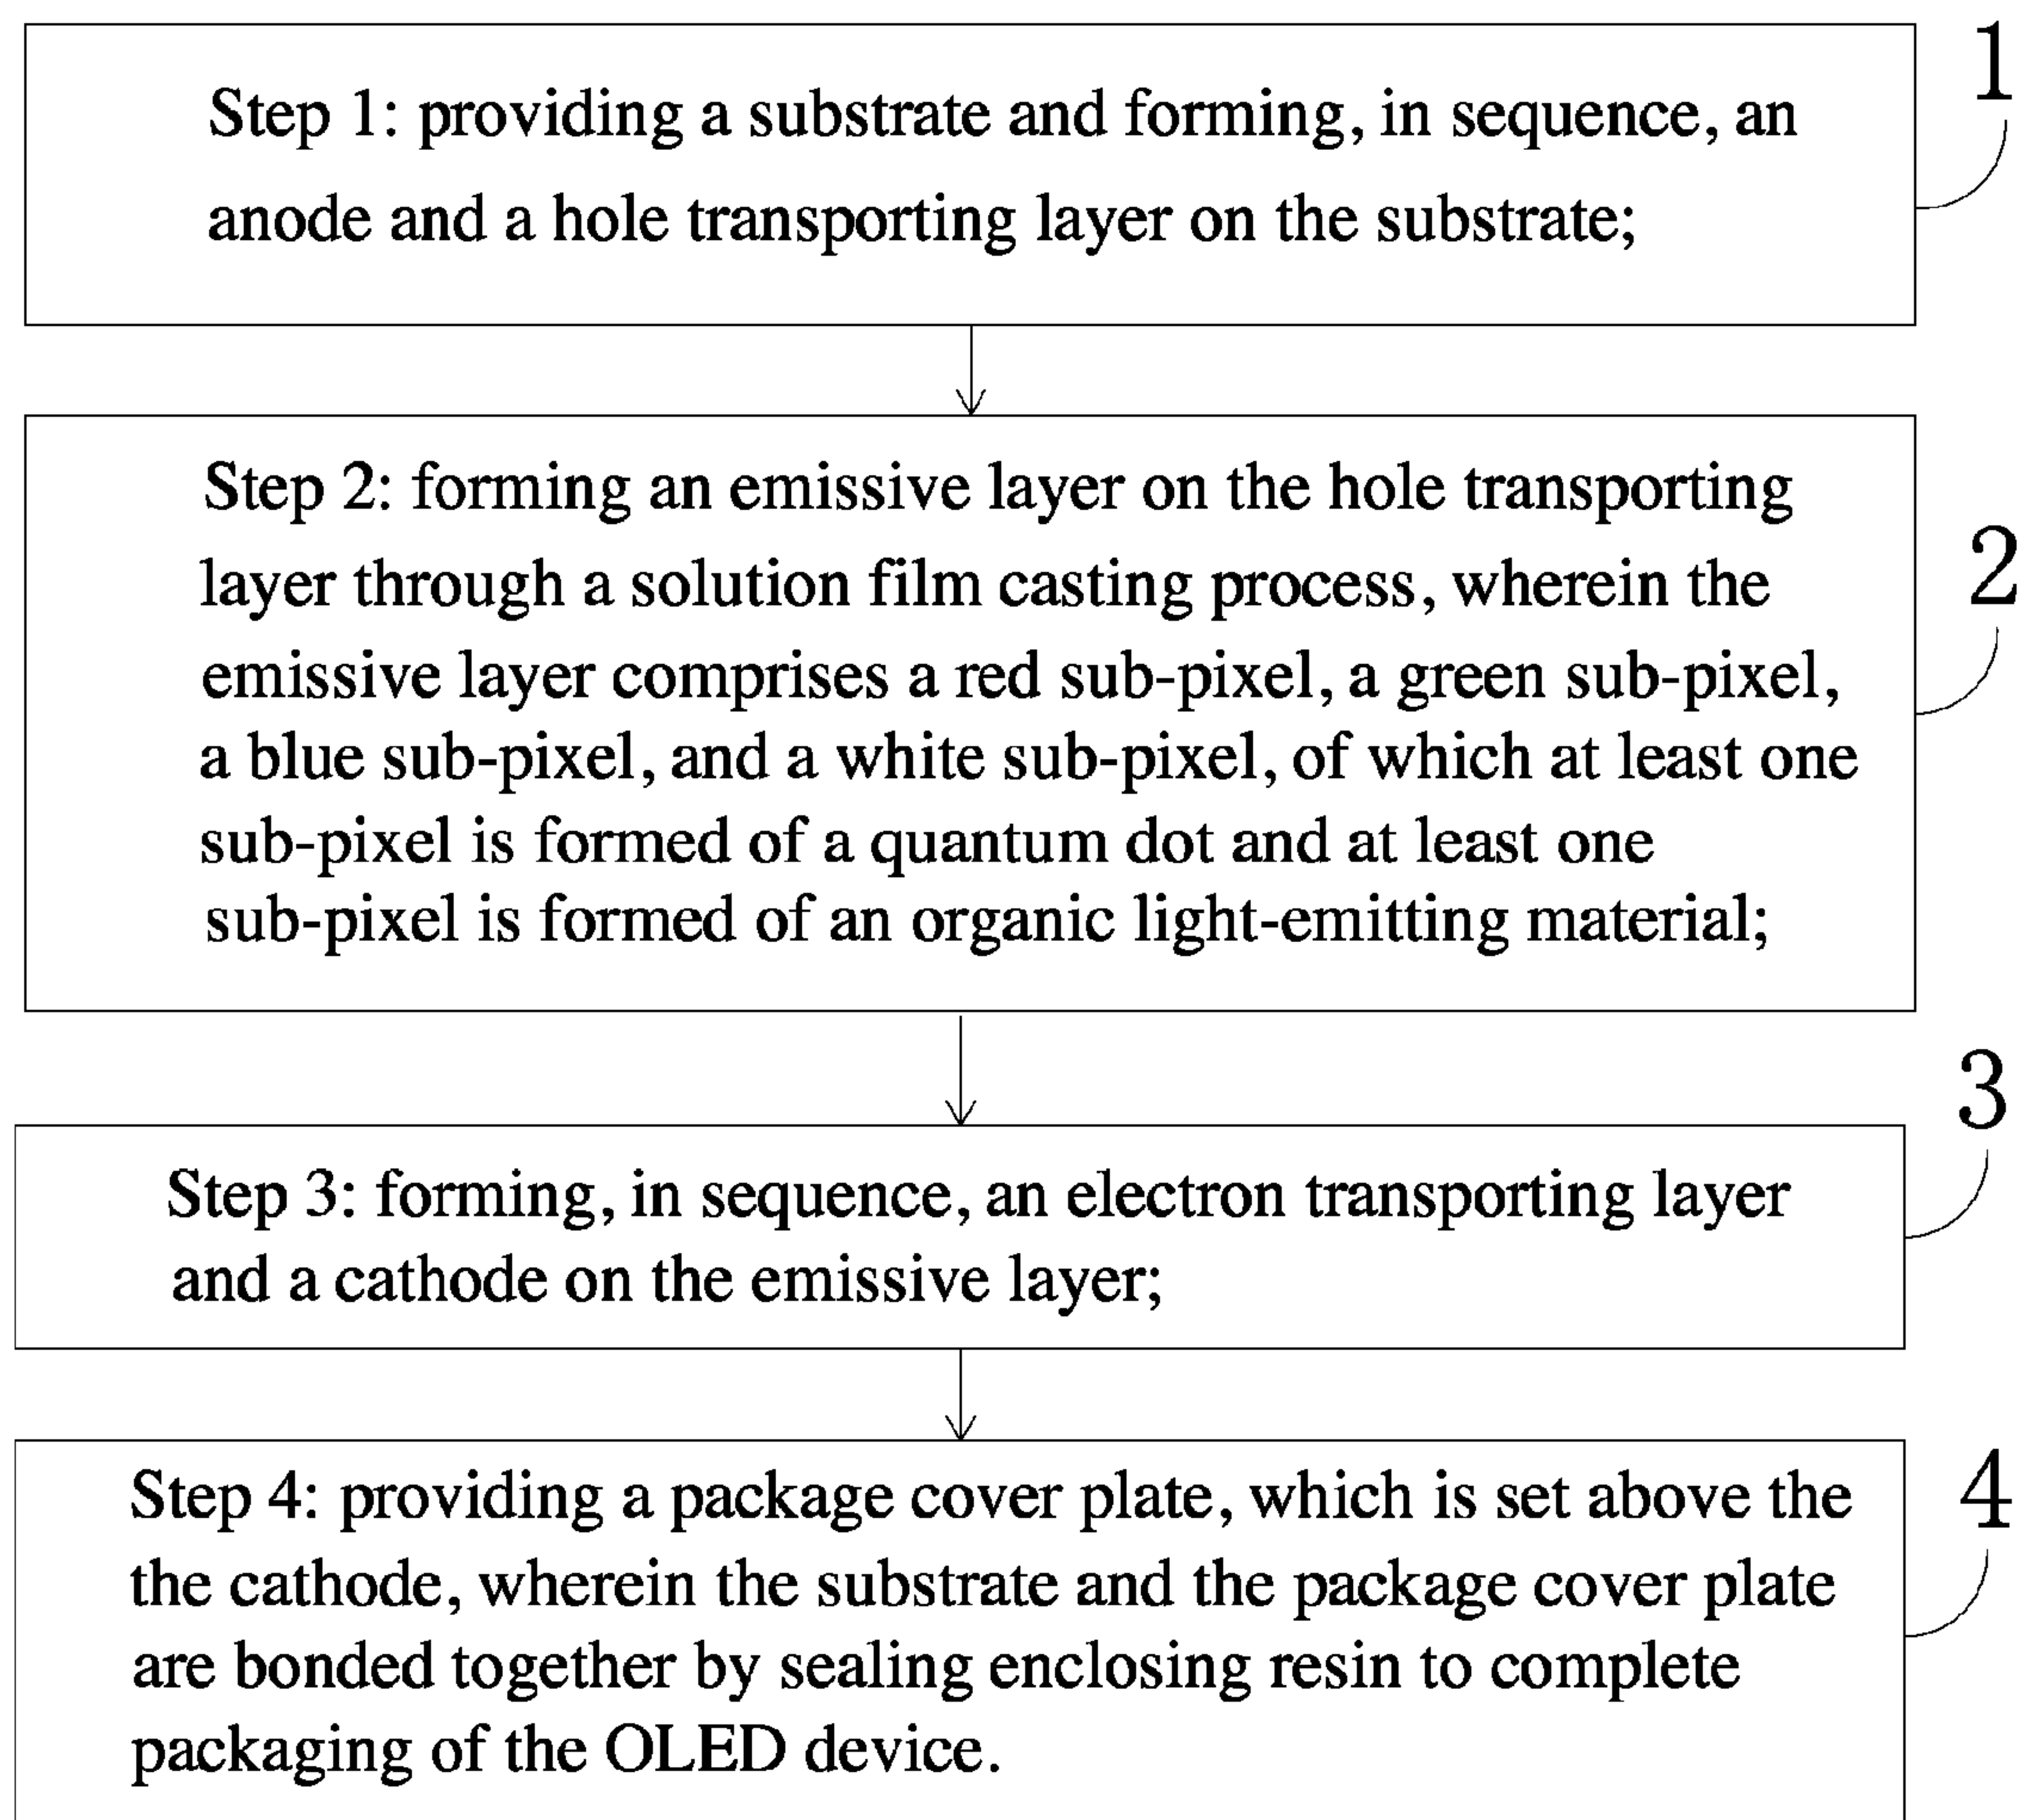 Step 1: providing a substrate and forming, in sequence, an
anode and a hole transporting layer on the substrate;
1
Step 2: forming an emissive layer on the hole transporting
layer through a solution film casting process, wherein the
emissive layer comprises a red sub-pixel, a green sub-pixel,
a blue sub-pixel, and a white sub-pixel, of which at least one
sub-pixel is formed of a quantum dot and at least one
sub-pixel is formed of an organic light-emitting material;
2
Step 3: forming, in sequence, an electron transporting layer
and a cathode on the emissive layer;
3
Step 4: providing a package cover plate, which is set above the
the cathode, wherein the substrate and the package cover plate
are bonded together by sealing enclosing resin to complete
packaging of the OLED device.
4